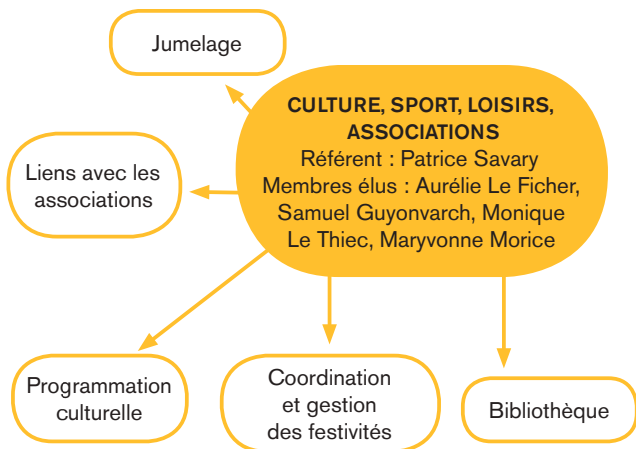 Jumelage
CULTURE, SPORT, LOISIRS,
ASSOCIATIONS
Référent : Patrice Savary
Membres élus : Aurélie Le Ficher,
Samuel Guyonvarch, Monique
Le Thiec, Maryvonne Morice
Liens avec les
associations
Programmation
culturelle
Coordination
et gestion
des festivités
Bibliothèque